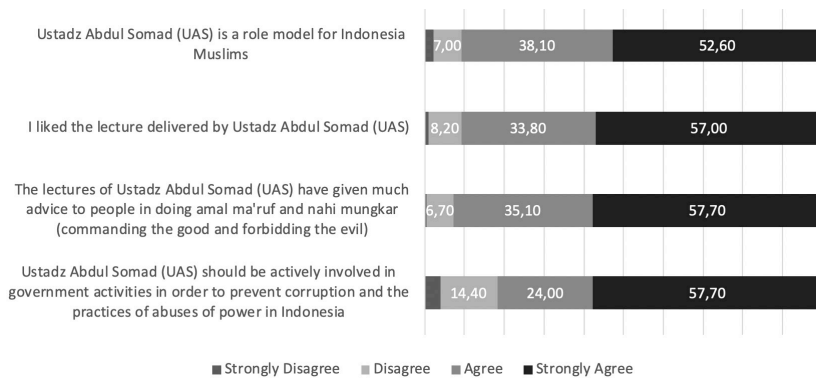 Ustadz Abdul Somad (UAS) is a role model for Indonesia
Muslims
7,00 38,10 52,60
I liked the lecture delivered by Ustadz Abdul Somad (UAS)
8,20 33,80 57,00
The lectures of Ustadz Abdul Somad (UAS) have given much
advice to people in doing amal ma'ruf and nahi mungkar
(commanding the good and forbidding the evil)
6,70 35,10 57,70
Ustadz Abdul Somad (UAS) should be actively involved in
government activities in order to prevent corruption and the
practices of abuses of power in Indonesia
14,40 24,00 57,70
Strongly Disagree Disagree Agree Strongly Agree